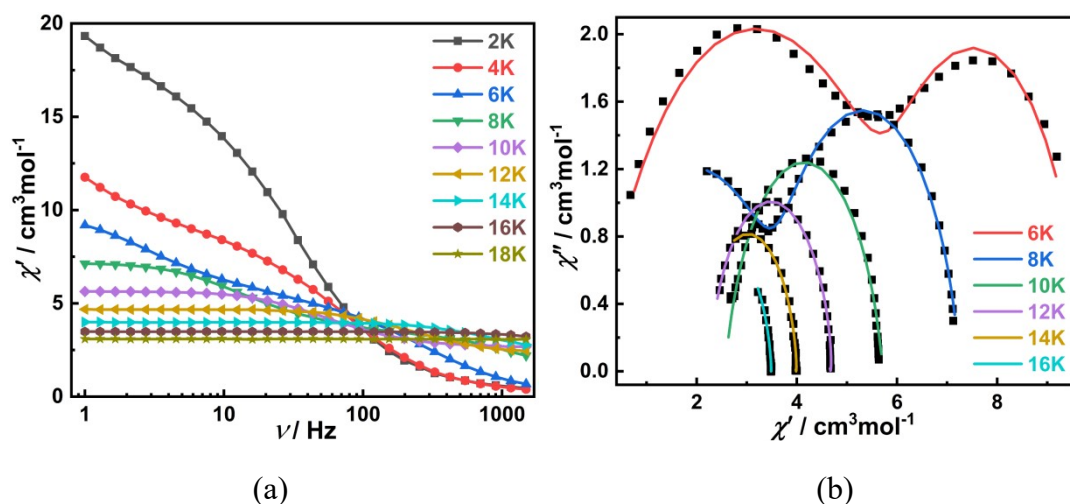 (a)
20
15
10
5
0
χ′ / cm³mol⁻¹
1
10
100
1000
ν / Hz
2K
4K
6K
8K
10K
12K
14K
16K
18K
(b)
2.0
1.6
1.2
0.8
0.4
0.0
χ″ / cm³mol⁻¹
2
4
6
8
χ′ / cm³mol⁻¹
6K
8K
10K
12K
14K
16K
(a)
(b)